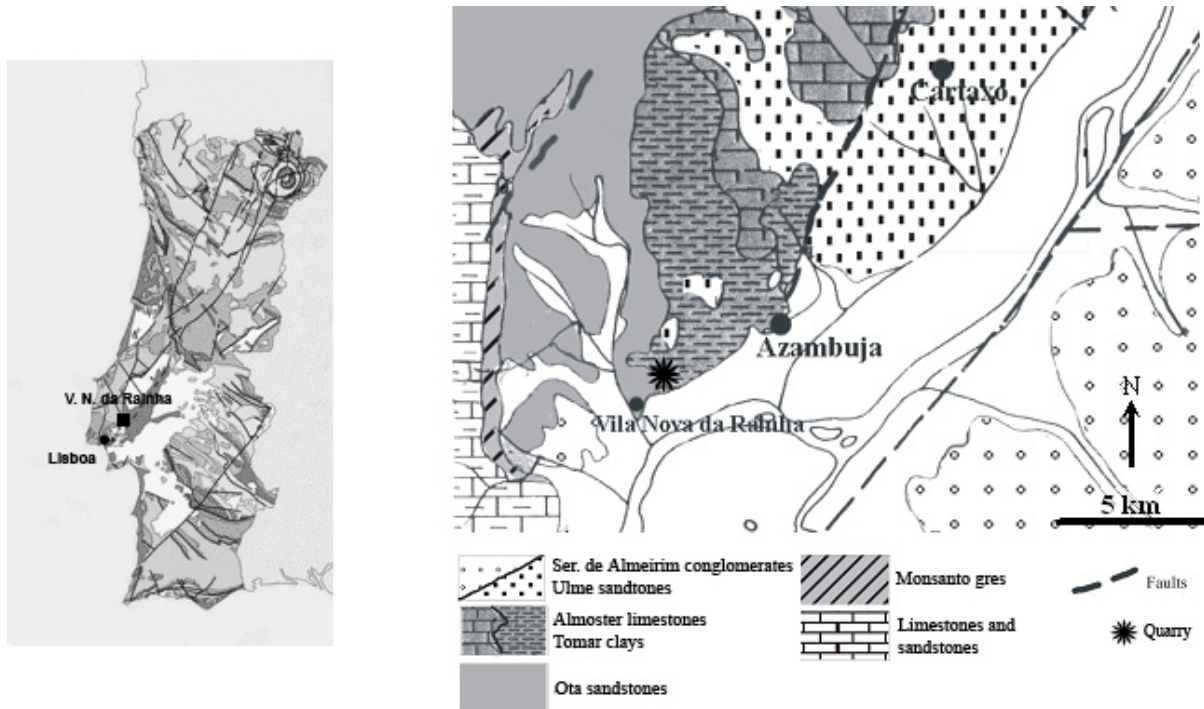 V. N. da Rainha
Lisboa
Cartaxo
Azambuja
Vila Nova da Rainha
N
5 km
Ser. de Almeirim conglomerates
Ulme sandtones
Almoster limestones
Tomar clays
Ota sandstones
Monsanto gres
Limestones and
sandstones
Faults
Quarry